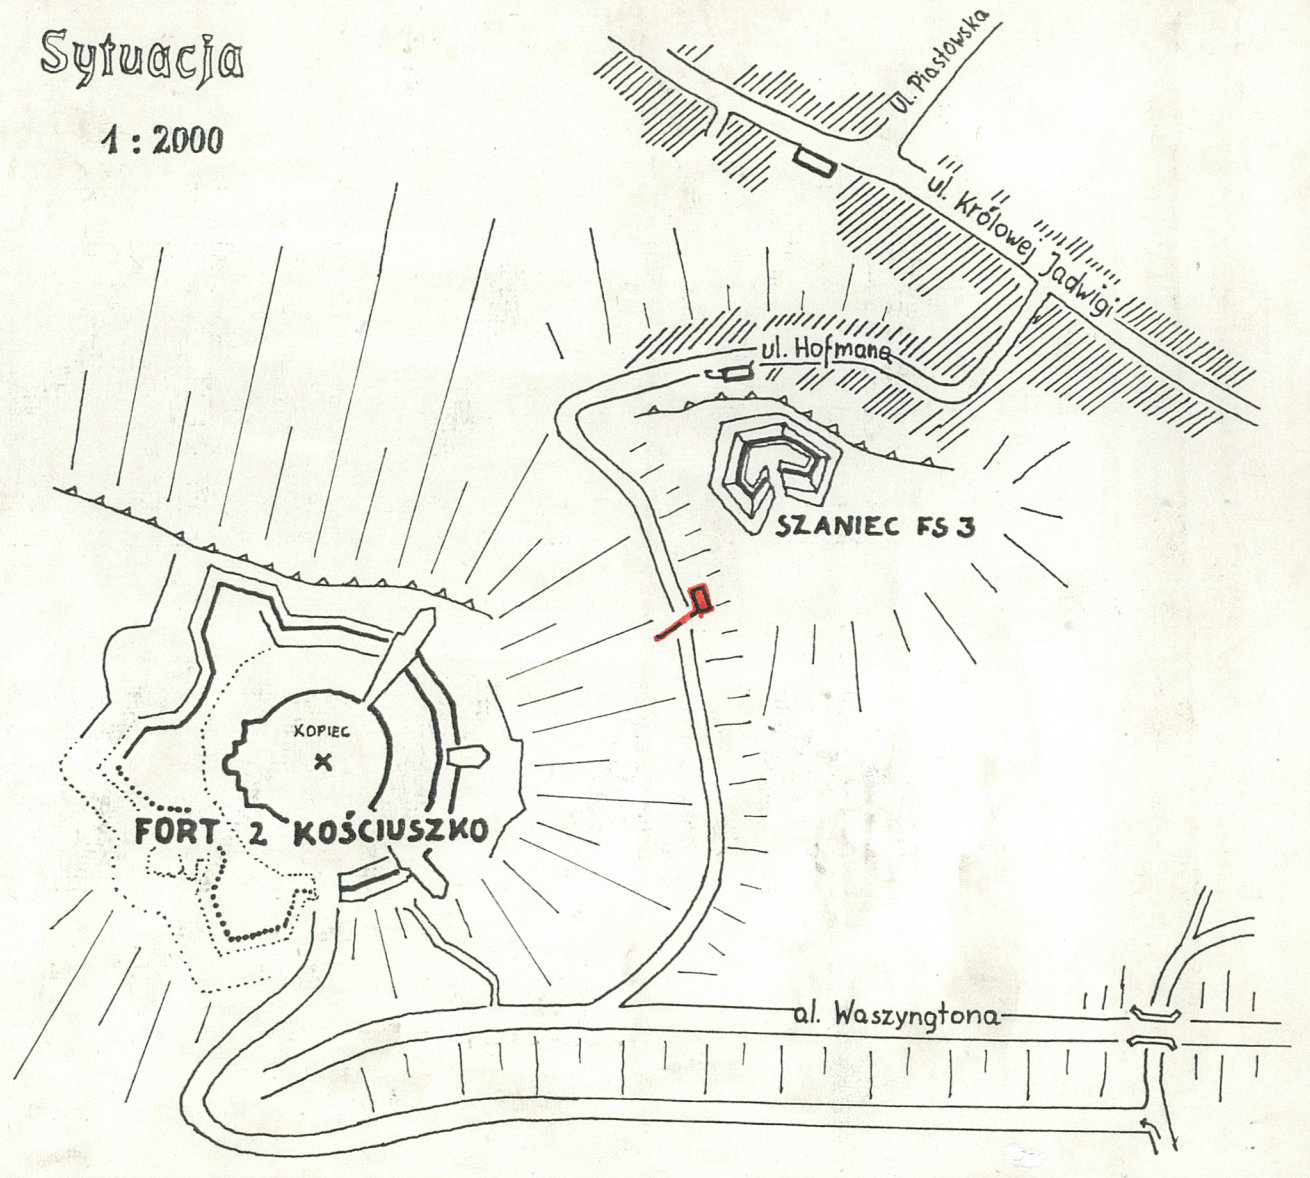 Sytuacja
1 : 2000
ul. Piastowska
ul. Królowej Jadwigi
ul. Hofmana
SZANIEC FS 3
KOPIEC
FORT 2 KOŚCIUSZKO
al. Waszyngtona